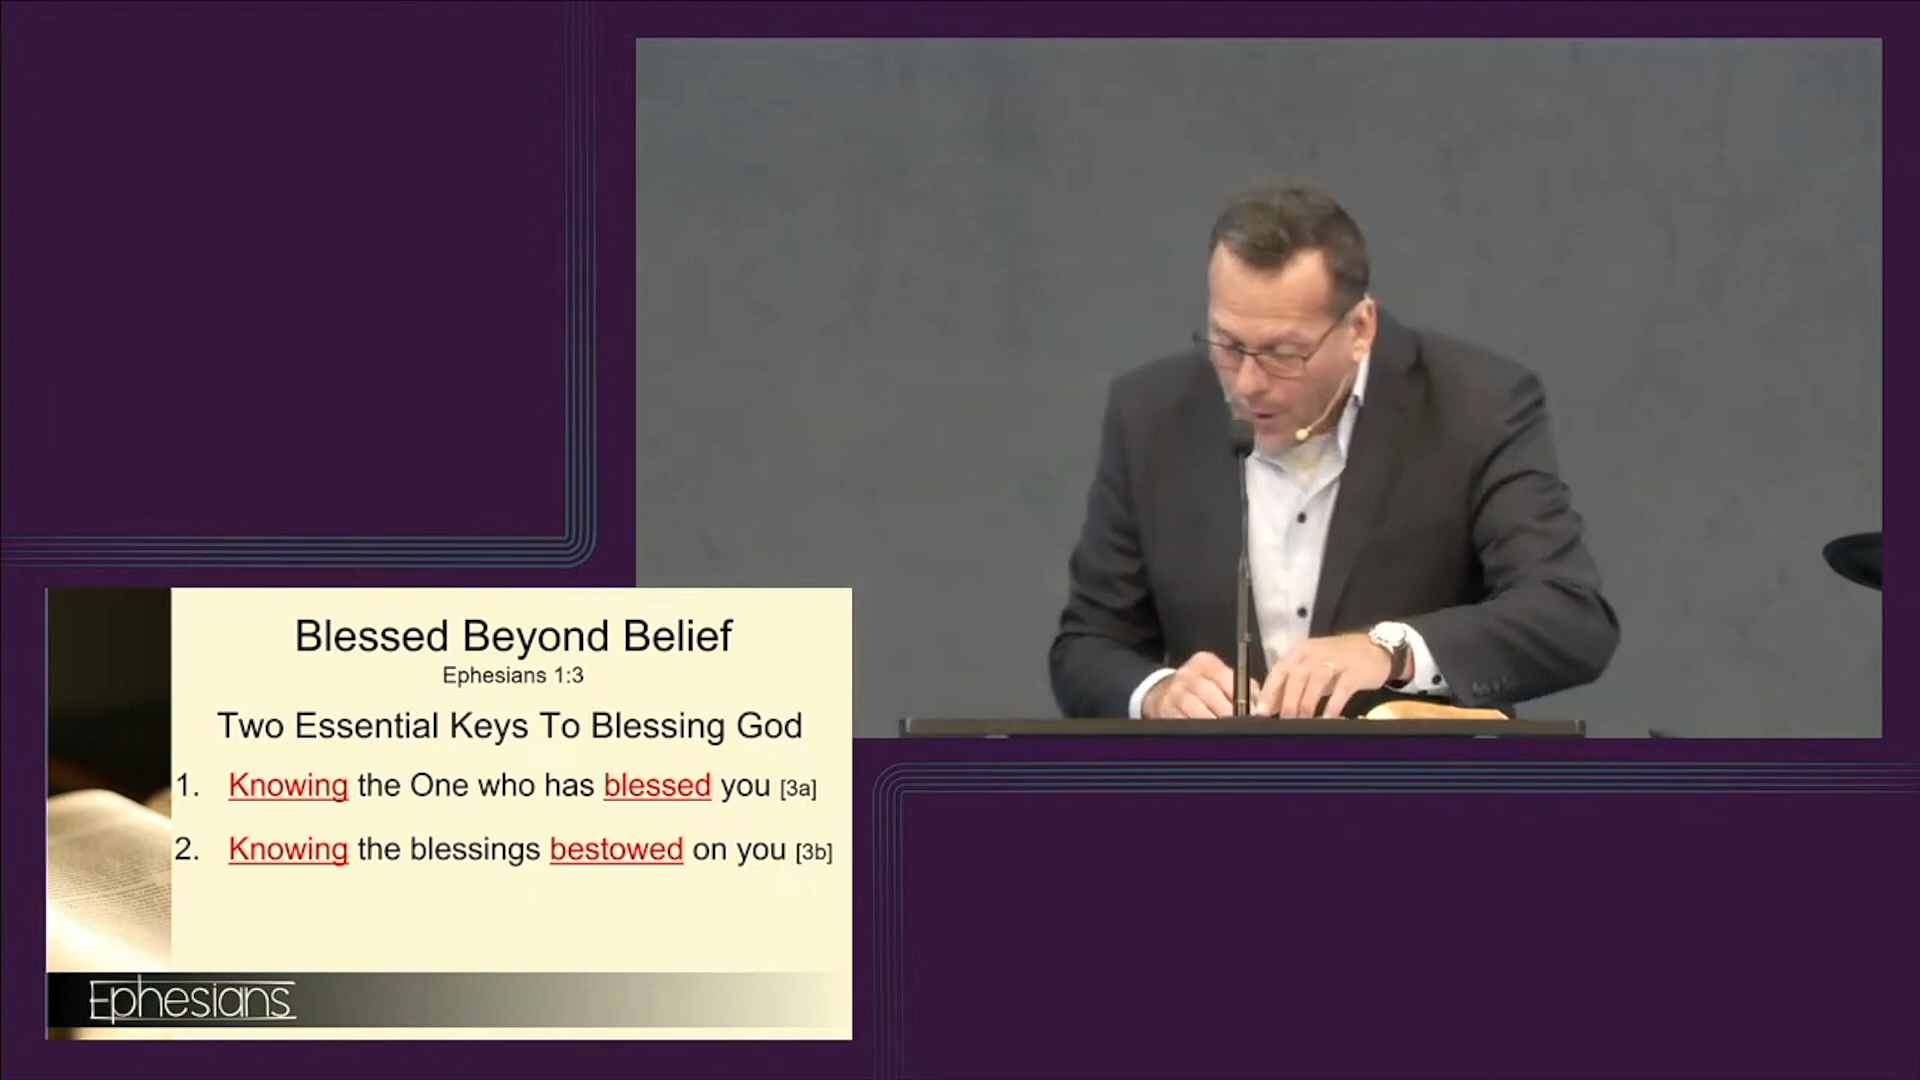 Blessed Beyond Belief
Ephesians 1:3
Two Essential Keys To Blessing God
1. Knowing the One who has blessed you [3a]
2. Knowing the blessings bestowed on you [3b]
Ephesians